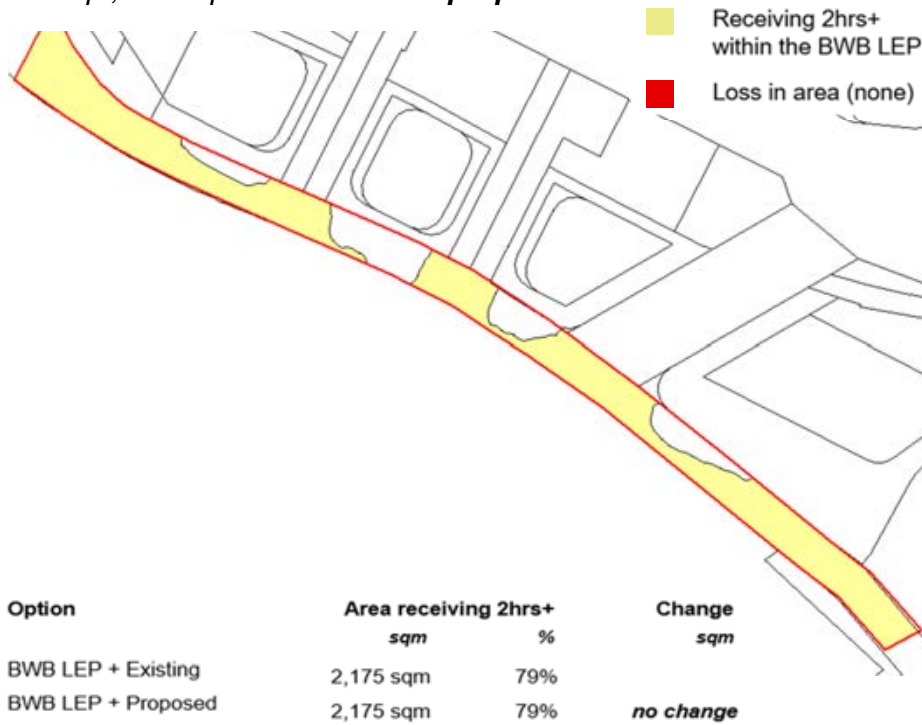 Receiving 2hrs+
within the BWB LEP
Loss in area (none)
Option Area receiving 2hrs+ Change
sqm % sqm
BWB LEP + Existing 2,175 sqm 79%
BWB LEP + Proposed 2,175 sqm 79% no change